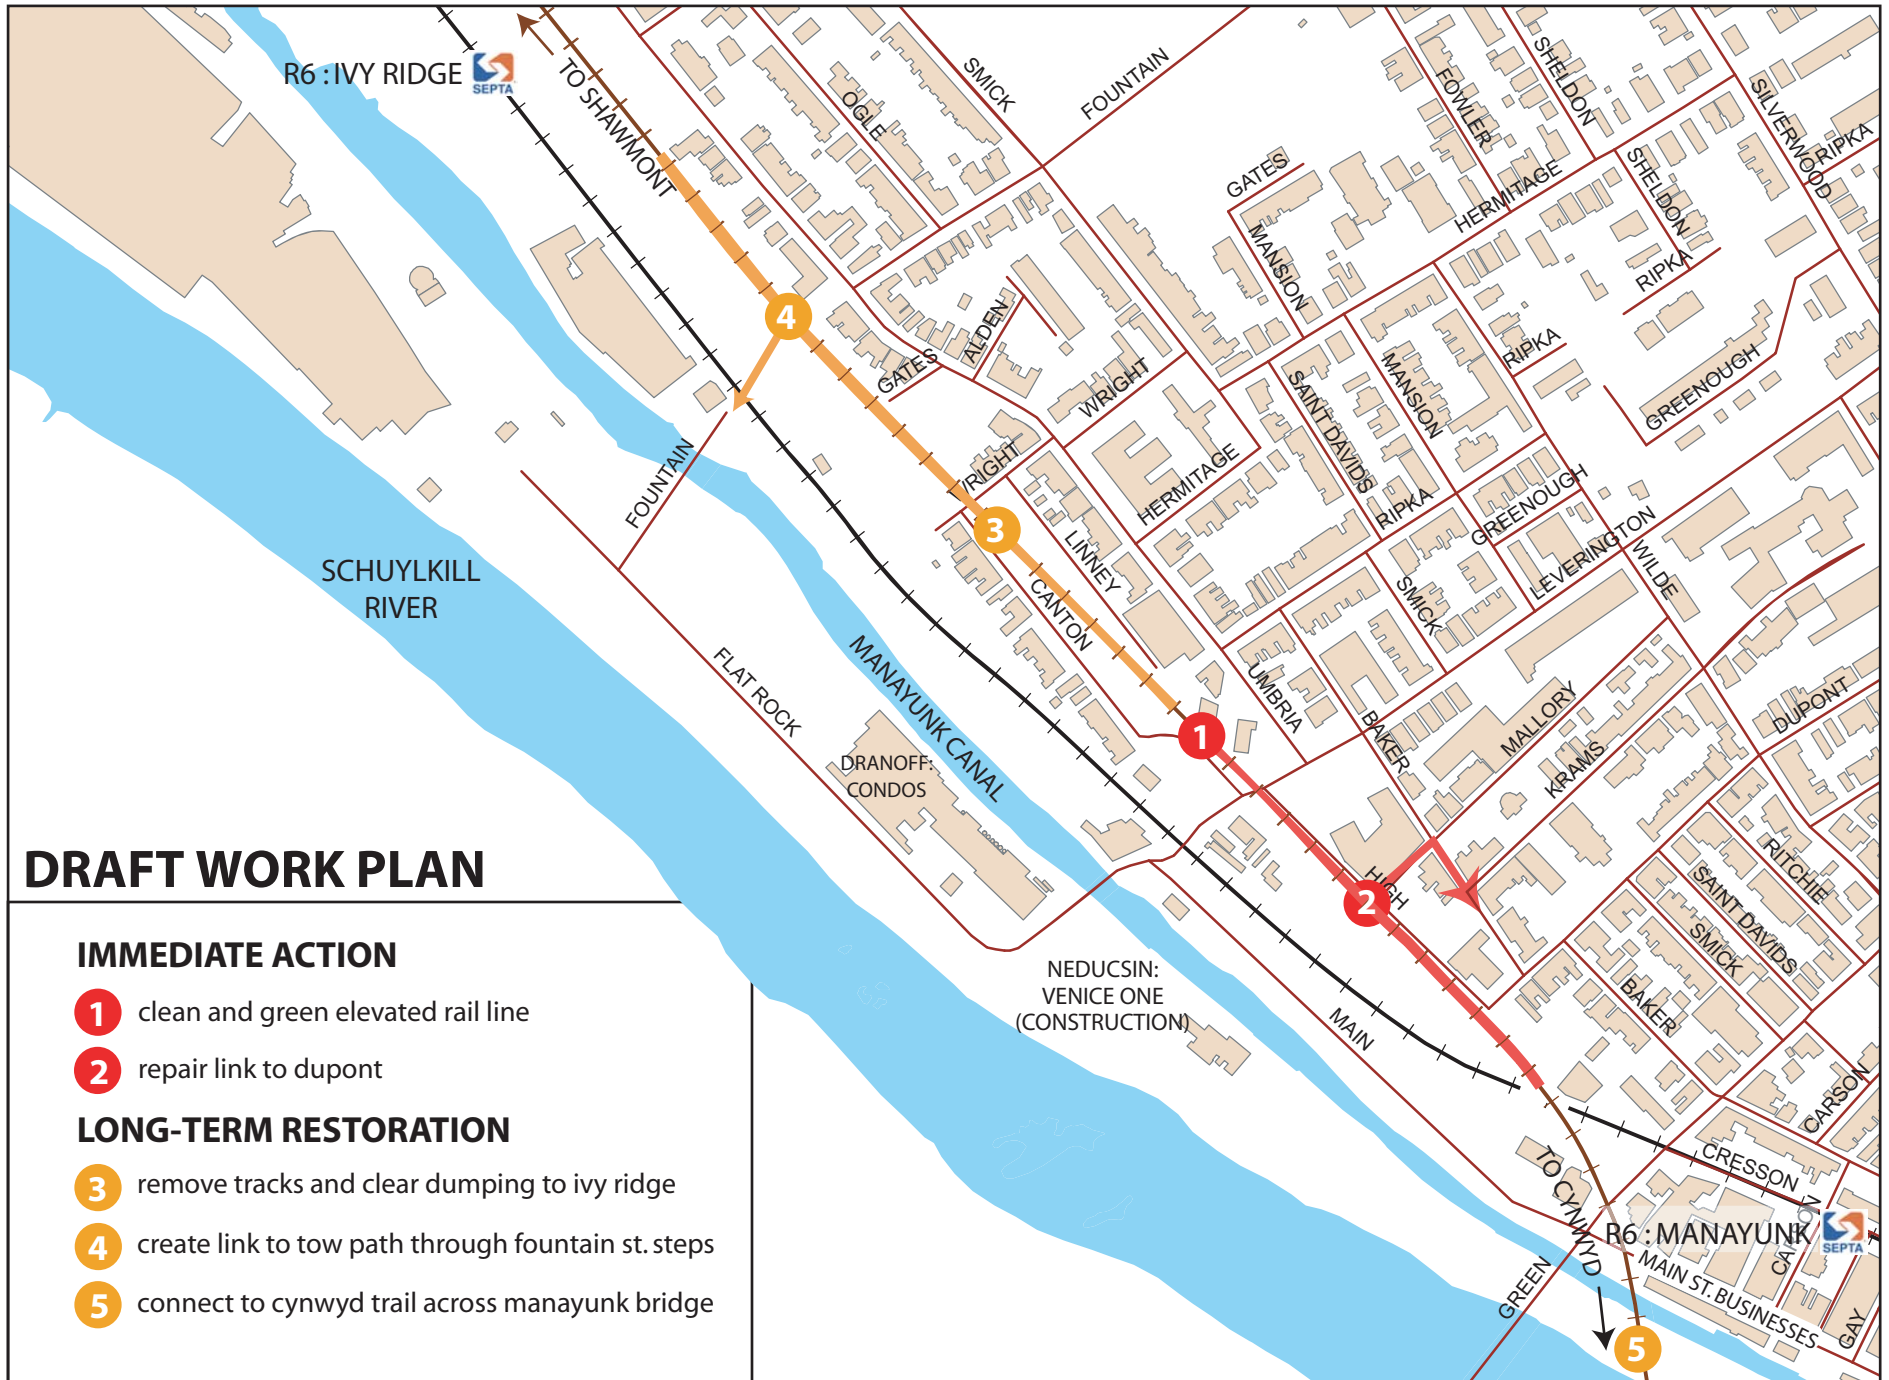 R6 : IVY RIDGE
SEPTA
TO SHAWMONT
OGLE
SMICK
FOUNTAIN
FOWLER
SHELDON
SILVERWOOD
RIPKA
GATES
HERMITAGE
SHELDON
MANSION
RIPKA
ALDEN
4
GATES
WRIGHT
SAINT DAVIDS
MANSION
RIPKA
GREENOUGH
FOUNTAIN
HERMITAGE
RIPKA
GREENOUGH
3
LINNEY
CANTON
SMICK
LEVERINGTON
WILDE
SCHUYLKILL
RIVER
FLAT ROCK
MANAYUNK CANAL
UMBRIA
BAKER
MALLORY
KRAMS
DUPONT
1
DRANOFF:
CONDOS
HIGH
2
RITCHIE
SAINT DAVIDS
SMICK
BAKER
NEDUCSIN:
VENICE ONE
(CONSTRUCTION)
MAIN
CARSON
CRESSON
TO CYNWYD
R6 : MANAYUNK
SEPTA
GREEN
MAIN ST. BUSINESSES
GAY
5
DRAFT WORK PLAN
IMMEDIATE ACTION
1 clean and green elevated rail line
2 repair link to dupont
LONG-TERM RESTORATION
3 remove tracks and clear dumping to ivy ridge
4 create link to tow path through fountain st. steps
5 connect to cynwyd trail across manayunk bridge